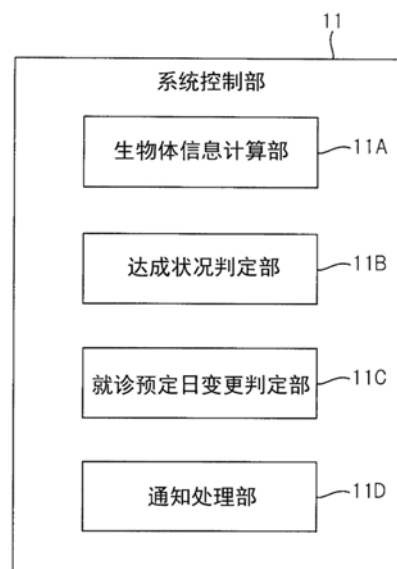 11
系统控制部
生物体信息计算部 11A
达成状况判定部 11B
就诊预定日变更判定部 11C
通知处理部 11D